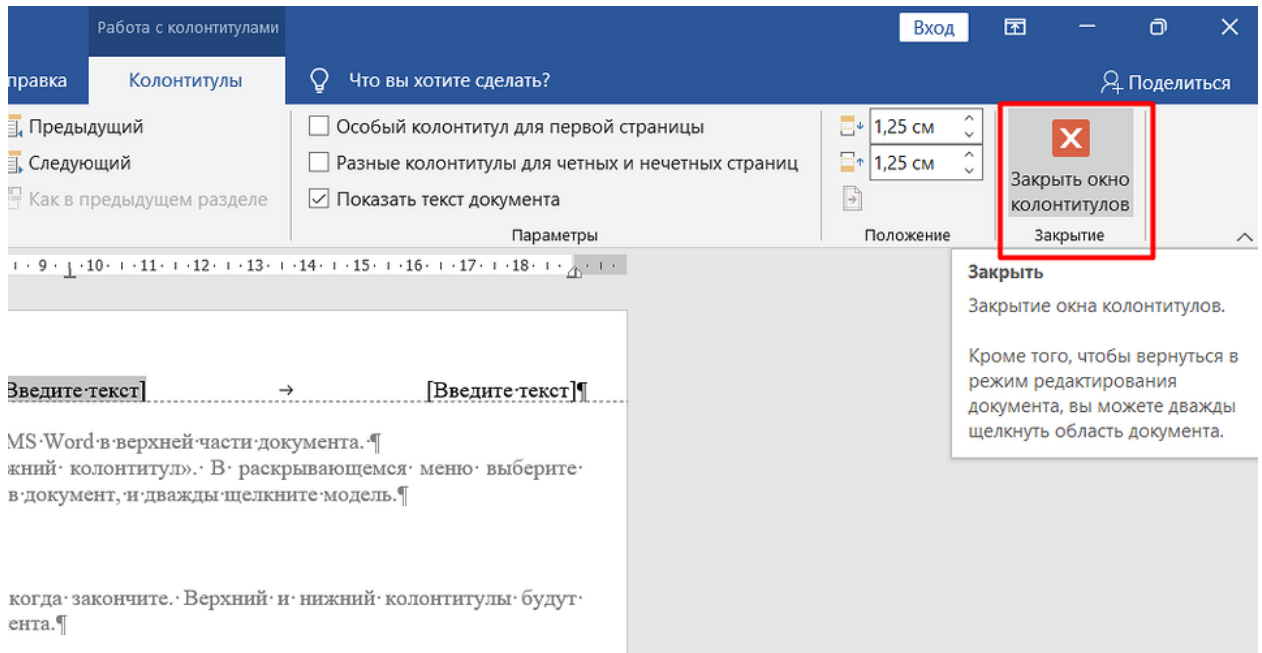 Работа с колонтитулами
Вход
правка
Колонтитулы
Что вы хотите сделать?
Поделиться
Предыдущий
Следующий
Как в предыдущем разделе
Особый колонтитул для первой страницы
Разные колонтитулы для четных и нечетных страниц
Показать текст документа
Параметры
1,25 см
1,25 см
Положение
Закрыть окно
колонтитулов
Закрытие
9 · 10 · 11 · 12 · 13 · 14 · 15 · 16 · 17 · 18
Закрыть
Закрытие окна колонтитулов.
Кроме того, чтобы вернуться в
режим редактирования
документа, вы можете дважды
щелкнуть область документа.
Введите·текст] → [Введите·текст]¶
MS·Word·в·верхней·части·документа.·¶
жний· колонтитул».· В· раскрывающемся· меню· выберите·
в·документ,·и·дважды·щелкните·модель.¶
когда· закончите.· Верхний· и· нижний· колонтитулы· будут·
ента.¶